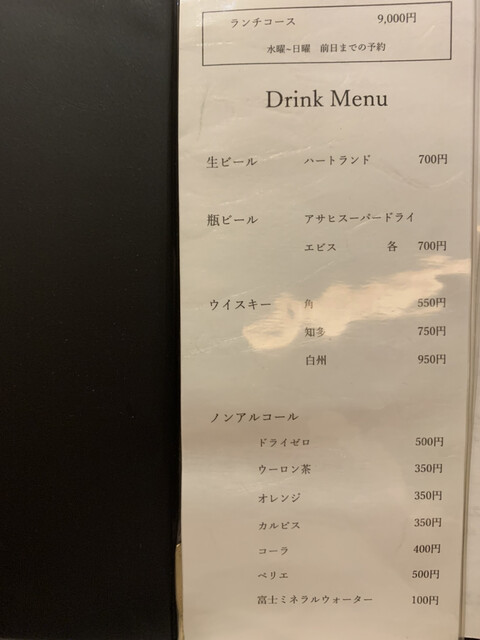 ランチコース 9,000円
水曜~日曜 前日までの予約
Drink Menu
生ビール ハートランド 700円
瓶ビール アサヒスーパードライ
エビス 各 700円
ウイスキー 角 550円
知多 750円
白州 950円
ノンアルコール
ドライゼロ 500円
ウーロン茶 350円
オレンジ 350円
カルピス 350円
コーラ 400円
ペリエ 500円
富士ミネラルウォーター 100円